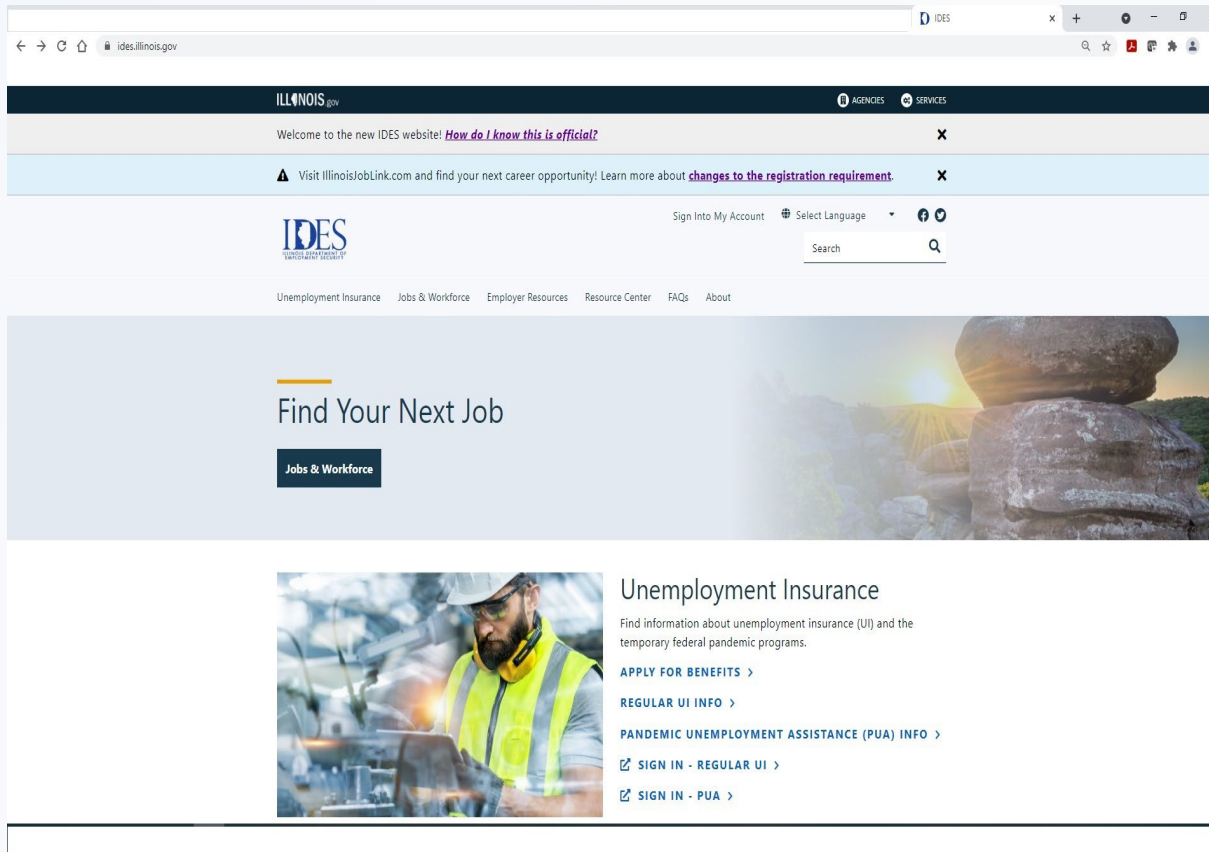 IDES
ides.illinois.gov
ILLINOIS.gov
AGENCIES SERVICES
Welcome to the new IDES website! How do I know this is official?
Visit IllinoisJobLink.com and find your next career opportunity! Learn more about changes to the registration requirement.
Sign Into My Account Select Language
IDES
ILLINOIS DEPARTMENT OF
EMPLOYMENT SECURITY
Search
Unemployment Insurance Jobs & Workforce Employer Resources Resource Center FAQs About
Find Your Next Job
Jobs & Workforce
Unemployment Insurance
Find information about unemployment insurance (UI) and the
temporary federal pandemic programs.
APPLY FOR BENEFITS >
REGULAR UI INFO >
PANDEMIC UNEMPLOYMENT ASSISTANCE (PUA) INFO >
SIGN IN - REGULAR UI >
SIGN IN - PUA >